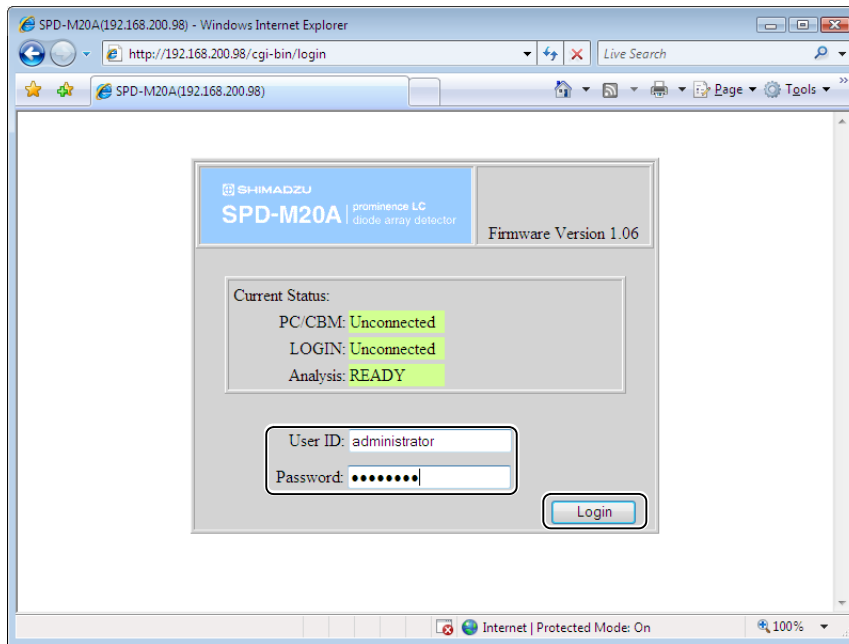 SPD-M20A(192.168.200.98) - Windows Internet Explorer
http://192.168.200.98/cgi-bin/login
Live Search
SPD-M20A(192.168.200.98)
Page
Tools
SHIMADZU
SPD-M20A
prominence LC
diode array detector
Firmware Version 1.06
Current Status:
PC/CBM: Unconnected
LOGIN: Unconnected
Analysis: READY
User ID: administrator
Password: ●●●●●●●●
Login
Internet | Protected Mode: On
100%